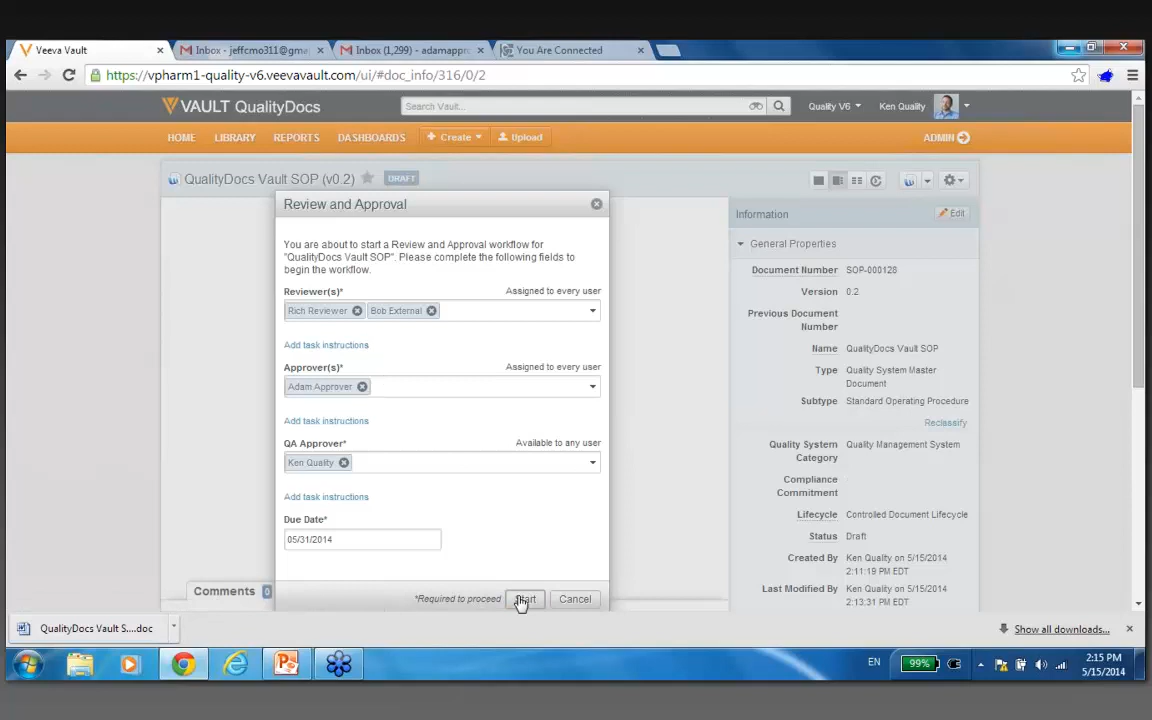 Veeva Vault
Inbox - jeffcmo311@gma
Inbox (1,299) - adamappr
You Are Connected
https://vpharm1-quality-v6.veevavault.com/ui/#doc_info/316/0/2
VAULT QualityDocs
Search Vault...
Quality V6
Ken Quality
HOME
LIBRARY
REPORTS
DASHBOARDS
+ Create
Upload
ADMIN
QualityDocs Vault SOP (v0.2)
DRAFT
Review and Approval
You are about to start a Review and Approval workflow for
"QualityDocs Vault SOP". Please complete the following fields to
begin the workflow.
Reviewer(s)*
Assigned to every user
Rich Reviewer
Bob External
Add task instructions
Approver(s)*
Assigned to every user
Adam Approver
Add task instructions
QA Approver*
Available to any user
Ken Quality
Add task instructions
Due Date*
05/31/2014
*Required to proceed
Cancel
Comments
0
Information
Edit
General Properties
Document Number
SOP-000128
Version
0.2
Previous Document
Number
Name
QualityDocs Vault SOP
Type
Quality System Master
Document
Subtype
Standard Operating Procedure
Reclassify
Quality System
Category
Quality Management System
Compliance
Commitment
Lifecycle
Controlled Document Lifecycle
Status
Draft
Created By
Ken Quality on 5/15/2014
2:11:19 PM EDT
Last Modified By
Ken Quality on 5/15/2014
2:13:31 PM EDT
QualityDocs Vault S....doc
Show all downloads...
EN
99%
2:15 PM
5/15/2014